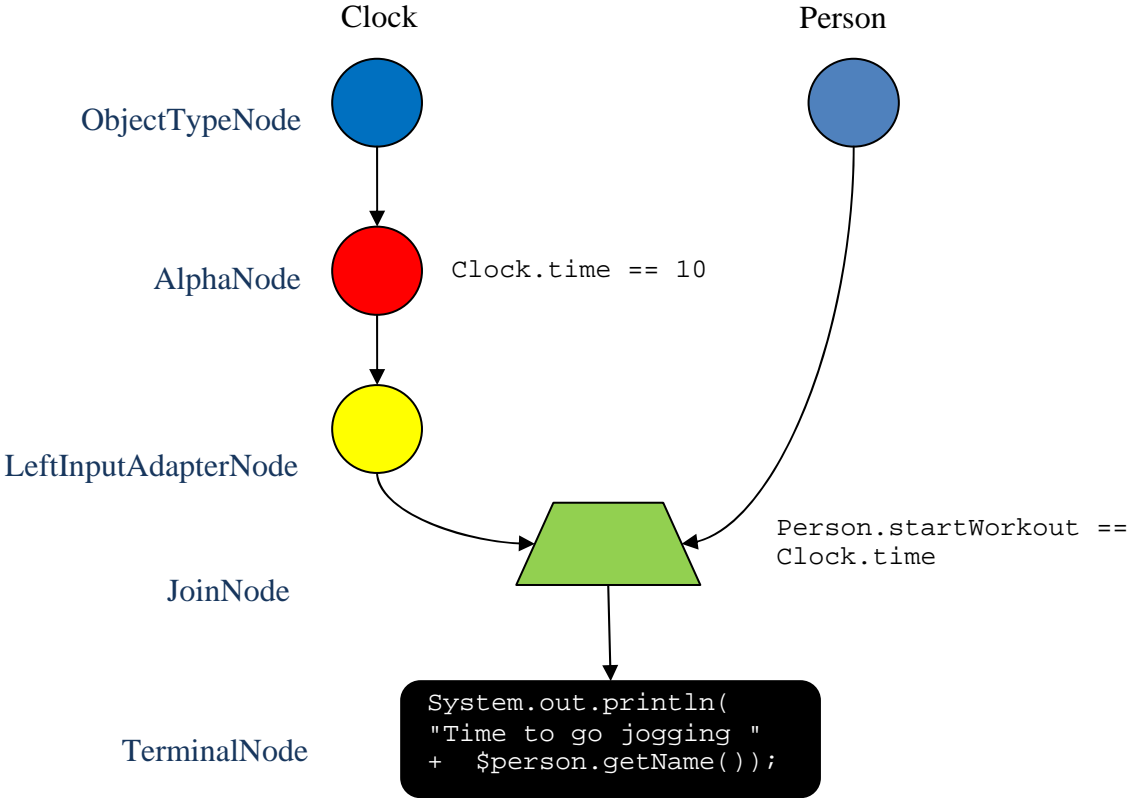 Clock
Person
ObjectTypeNode
AlphaNode
Clock.time == 10
LeftInputAdapterNode
Person.startWorkout ==
Clock.time
JoinNode
System.out.println(
"Time to go jogging "
+  $person.getName());
TerminalNode